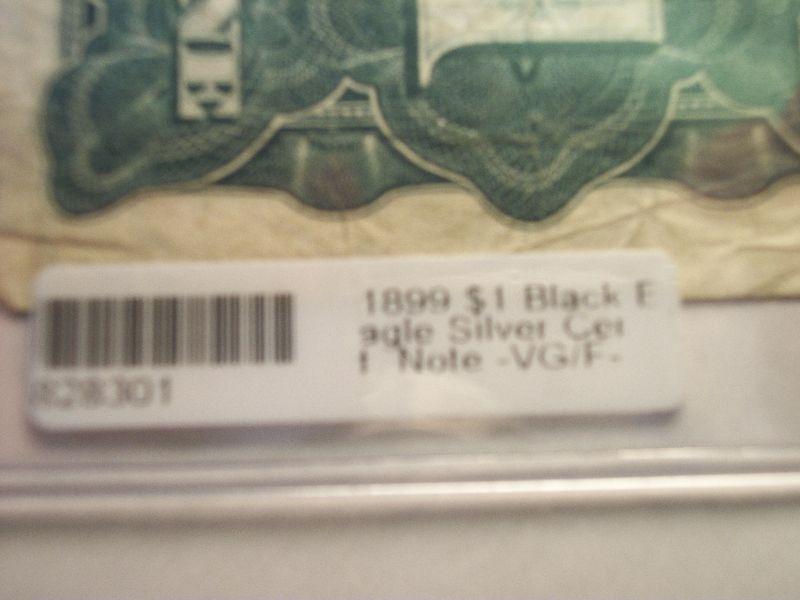 1899 $1 Black E
agle Silver Cer
t Note -VG/F-
828301